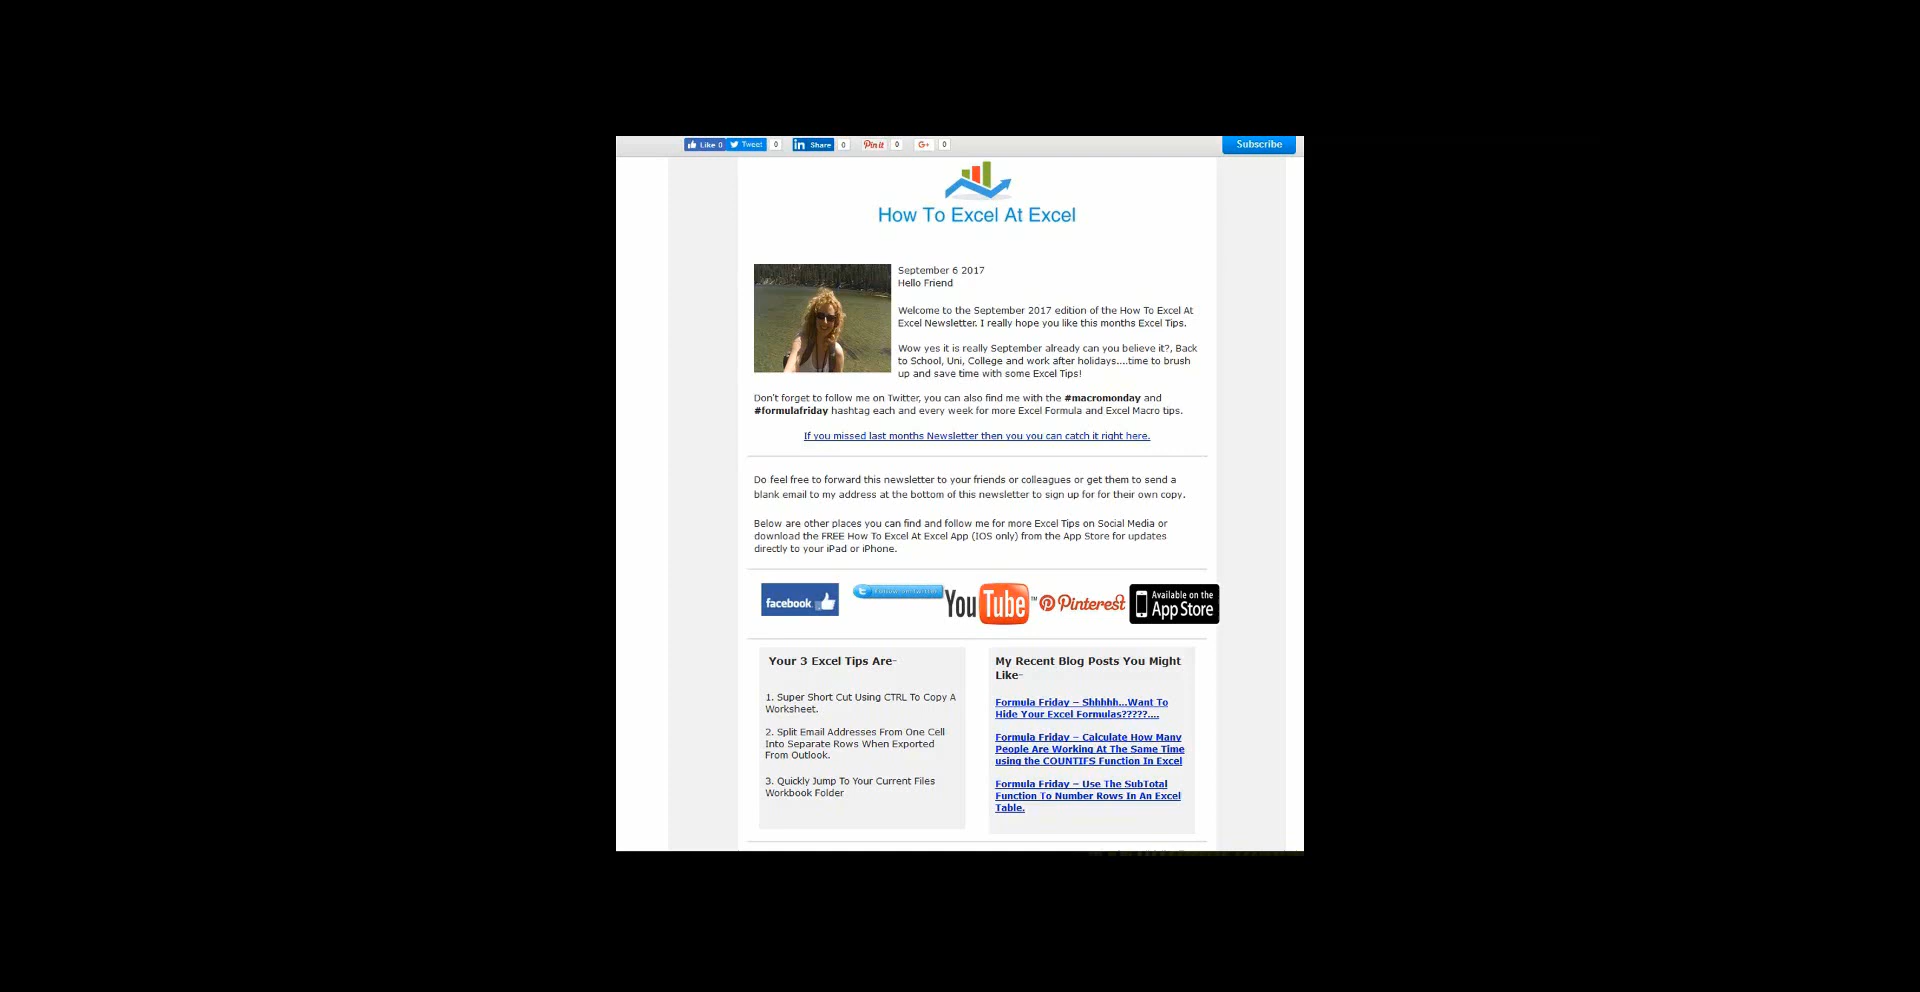 Like 0 Tweet 0 in Share 0 Pin it 0 G+ 0 Subscribe
How To Excel At Excel
September 6 2017
Hello Friend
Welcome to the September 2017 edition of the How To Excel At
Excel Newsletter. I really hope you like this months Excel Tips.
Wow yes it is really September already can you believe it?, Back
to School, Uni, College and work after holidays....time to brush
up and save time with some Excel Tips!
Don't forget to follow me on Twitter, you can also find me with the #macromonday and
#formulafriday hashtag each and every week for more Excel Formula and Excel Macro tips.
If you missed last months Newsletter then you you can catch it right here.
Do feel free to forward this newsletter to your friends or colleagues or get them to send a
blank email to my address at the bottom of this newsletter to sign up for for their own copy.
Below are other places you can find and follow me for more Excel Tips on Social Media or
download the FREE How To Excel At Excel App (IOS only) from the App Store for updates
directly to your iPad or iPhone.
facebook
Follow on Twitter
YouTube™
Pinterest
Available on the
App Store
Your 3 Excel Tips Are-
1. Super Short Cut Using CTRL To Copy A
Worksheet.
2. Split Email Addresses From One Cell
Into Separate Rows When Exported
From Outlook.
3. Quickly Jump To Your Current Files
Workbook Folder
My Recent Blog Posts You Might
Like-
Formula Friday – Shhhhh...Want To
Hide Your Excel Formulas?????....
Formula Friday – Calculate How Many
People Are Working At The Same Time
using the COUNTIFS Function In Excel
Formula Friday – Use The SubTotal
Function To Number Rows In An Excel
Table.